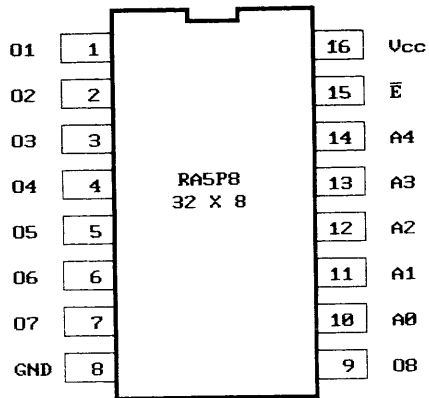 O1 1 16 Vcc
O2 2 15 E̅
O3 3 14 A4
O4 4 RA5P8 13 A3
32 X 8
O5 5 12 A2
O6 6 11 A1
O7 7 10 A0
GND 8 9 O8